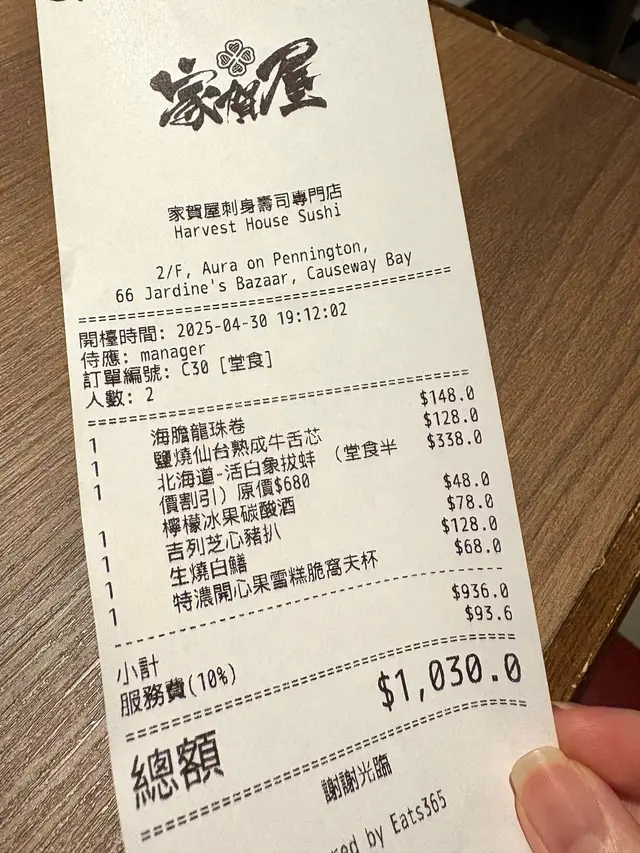 家賀屋
家賀屋刺身壽司專門店
Harvest House Sushi
2/F, Aura on Pennington,
66 Jardine's Bazaar, Causeway Bay
開檯時間: 2025-04-30 19:12:02
侍應: manager
訂單編號: C30 [堂食]
人數: 2
1 海膽龍珠卷 $148.0
1 鹽燒仙台熟成牛舌芯 $128.0
1 北海道-活白象拔蚌 (堂食半 $338.0
價割引) 原價$680
1 檸檬冰果碳酸酒 $48.0
1 吉列芝心豬扒 $78.0
1 生燒白鱔 $128.0
1 特濃開心果雪糕脆窩夫杯 $68.0
小計 $936.0
服務費(10%) $93.6
總額 $1,030.0
謝謝光臨
by Eats365